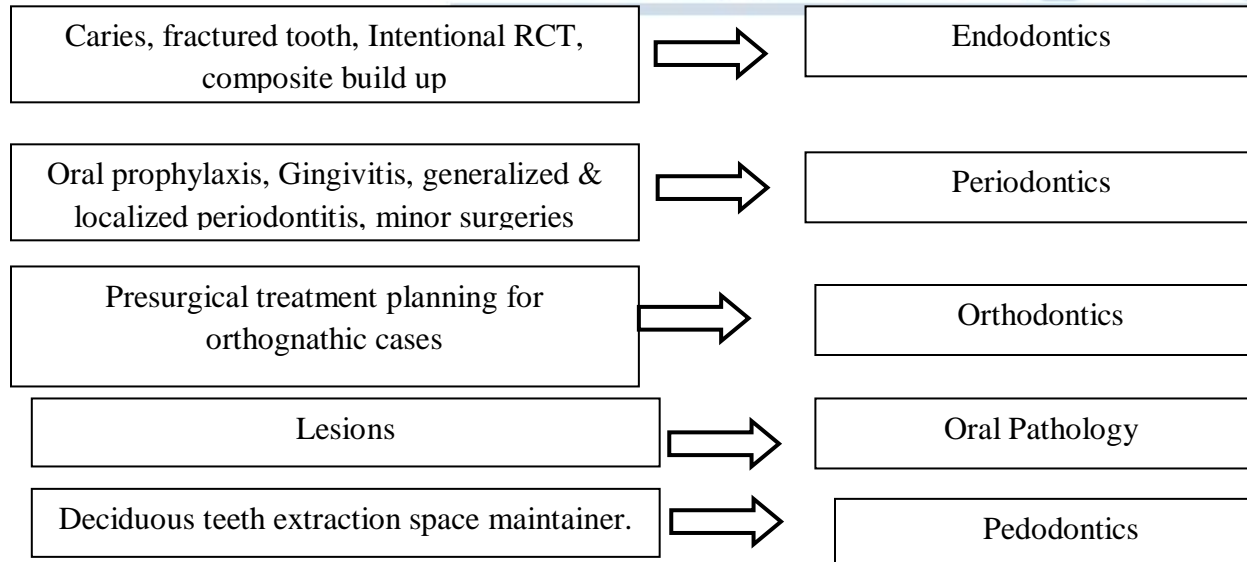 Caries, fractured tooth, Intentional RCT,
composite build up
Endodontics
Oral prophylaxis, Gingivitis, generalized &
localized periodontitis, minor surgeries
Periodontics
Presurgical treatment planning for
orthognathic cases
Orthodontics
Lesions
Oral Pathology
Deciduous teeth extraction space maintainer.
Pedodontics